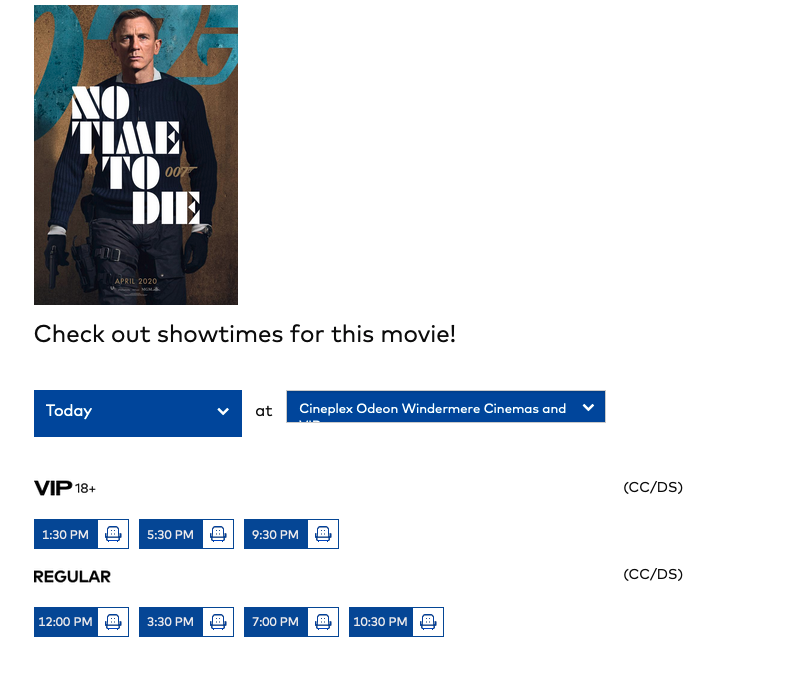 007
NO
TIME
TO
007
DIE
APRIL 2020
Check out showtimes for this movie!
Today
at
Cineplex Odeon Windermere Cinemas and
VIP
VIP 18+
(CC/DS)
1:30 PM
5:30 PM
9:30 PM
REGULAR
(CC/DS)
12:00 PM
3:30 PM
7:00 PM
10:30 PM